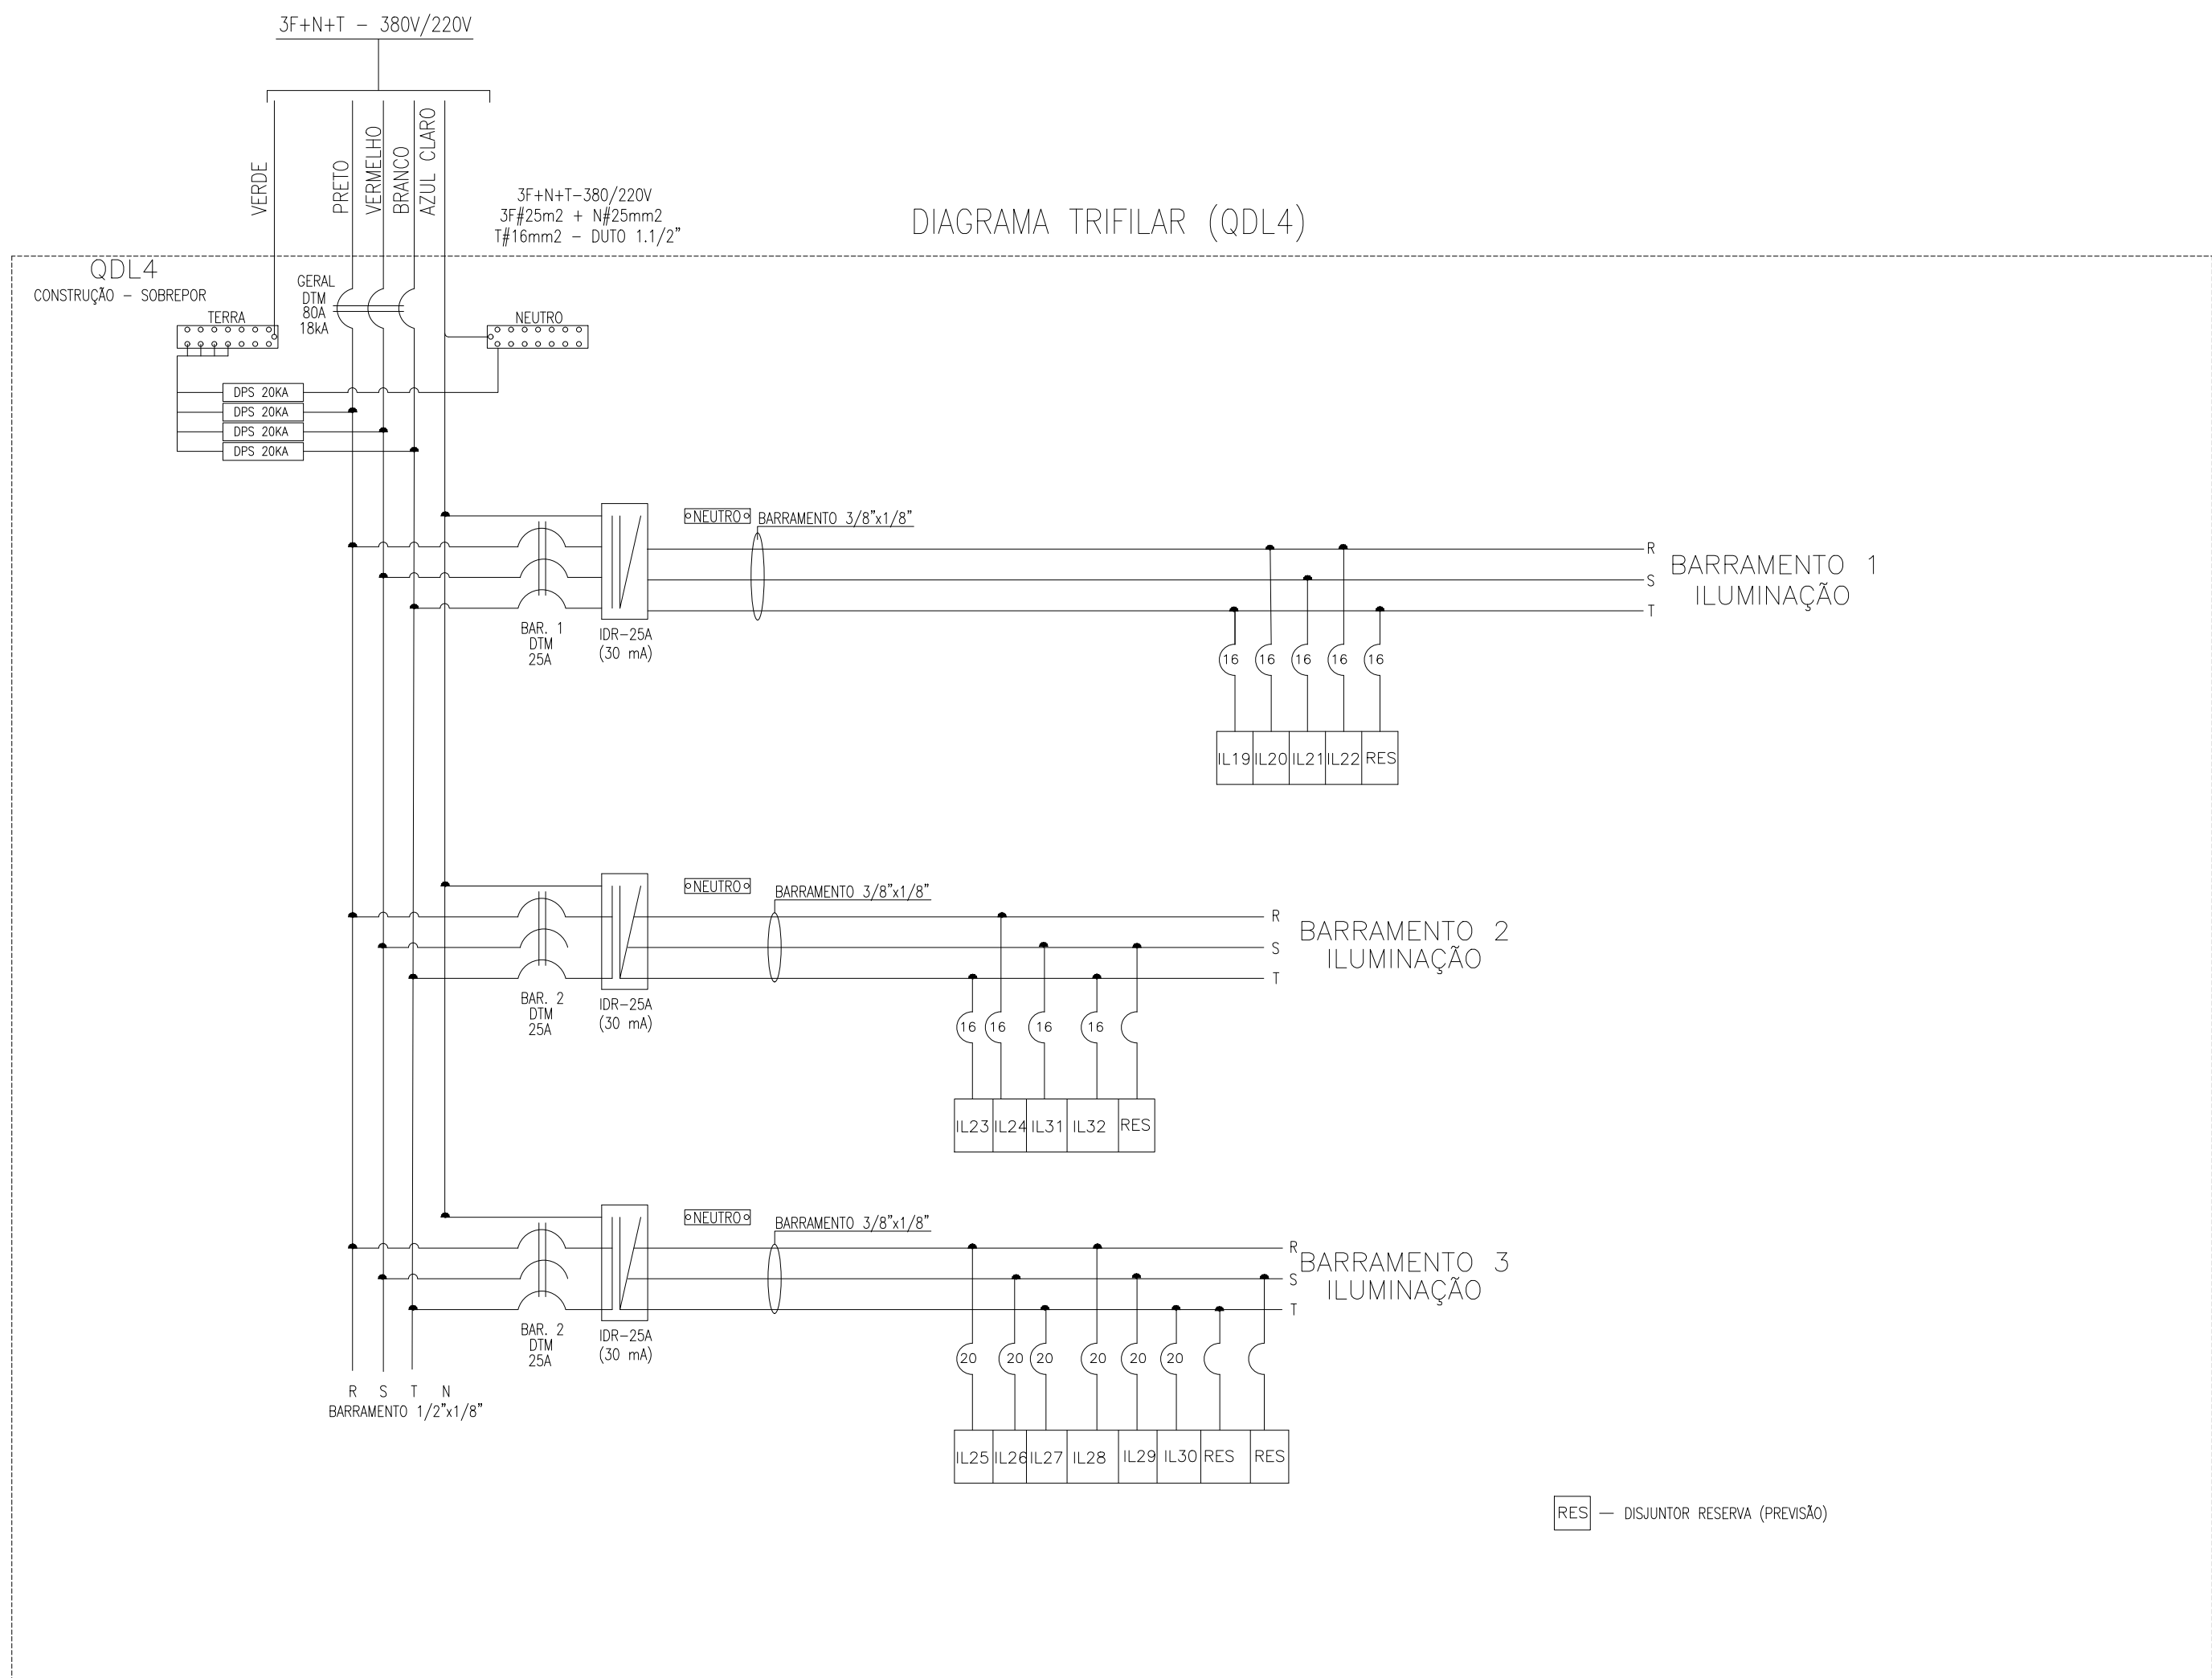 3F+N+T - 380V/220V
VERDE
PRETO
VERMELHO
BRANCO
AZUL CLARO
3F+N+T-380/220V
3F#25m2 + N#25mm2
T#16mm2 - DUTO 1.1/2"
DIAGRAMA TRIFILAR (QDL4)
QDL4
CONSTRUÇÃO - SOBREPOR
GERAL
DTM
80A
18kA
TERRA
NEUTRO
DPS 20KA
DPS 20KA
DPS 20KA
DPS 20KA
NEUTRO
BARRAMENTO 3/8"x1/8"
R
S
T
BARRAMENTO 1
ILUMINAÇÃO
BAR. 1
DTM
25A
IDR-25A
(30 mA)
16 16 16 16 16
IL19 IL20 IL21 IL22 RES
NEUTRO
BARRAMENTO 3/8"x1/8"
R
S
T
BARRAMENTO 2
ILUMINAÇÃO
BAR. 2
DTM
25A
IDR-25A
(30 mA)
16 16 16 16
IL23 IL24 IL31 IL32 RES
NEUTRO
BARRAMENTO 3/8"x1/8"
R
S
T
BARRAMENTO 3
ILUMINAÇÃO
BAR. 2
DTM
25A
IDR-25A
(30 mA)
20 20 20 20 20 20
R S T N
BARRAMENTO 1/2"x1/8"
IL25 IL26 IL27 IL28 IL29 IL30 RES RES
RES — DISJUNTOR RESERVA (PREVISÃO)